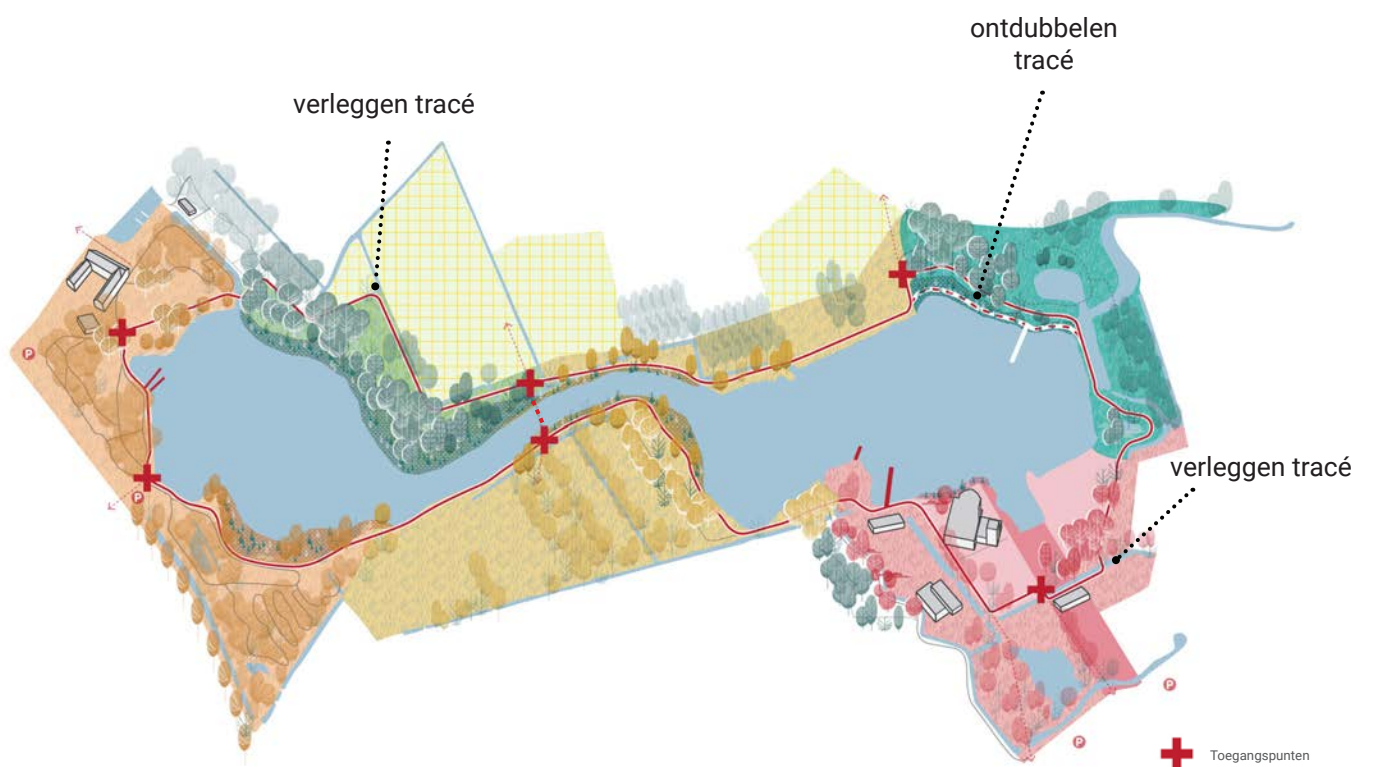 ontdubbelen
tracé
verleggen tracé
P
P
verleggen tracé
P
P
Toegangspunten